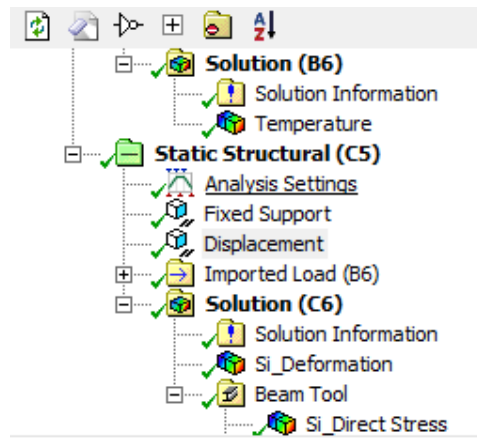 Solution (B6)
Solution Information
Temperature
Static Structural (C5)
Analysis Settings
Fixed Support
Displacement
Imported Load (B6)
Solution (C6)
Solution Information
Si_Deformation
Beam Tool
Si_Direct Stress